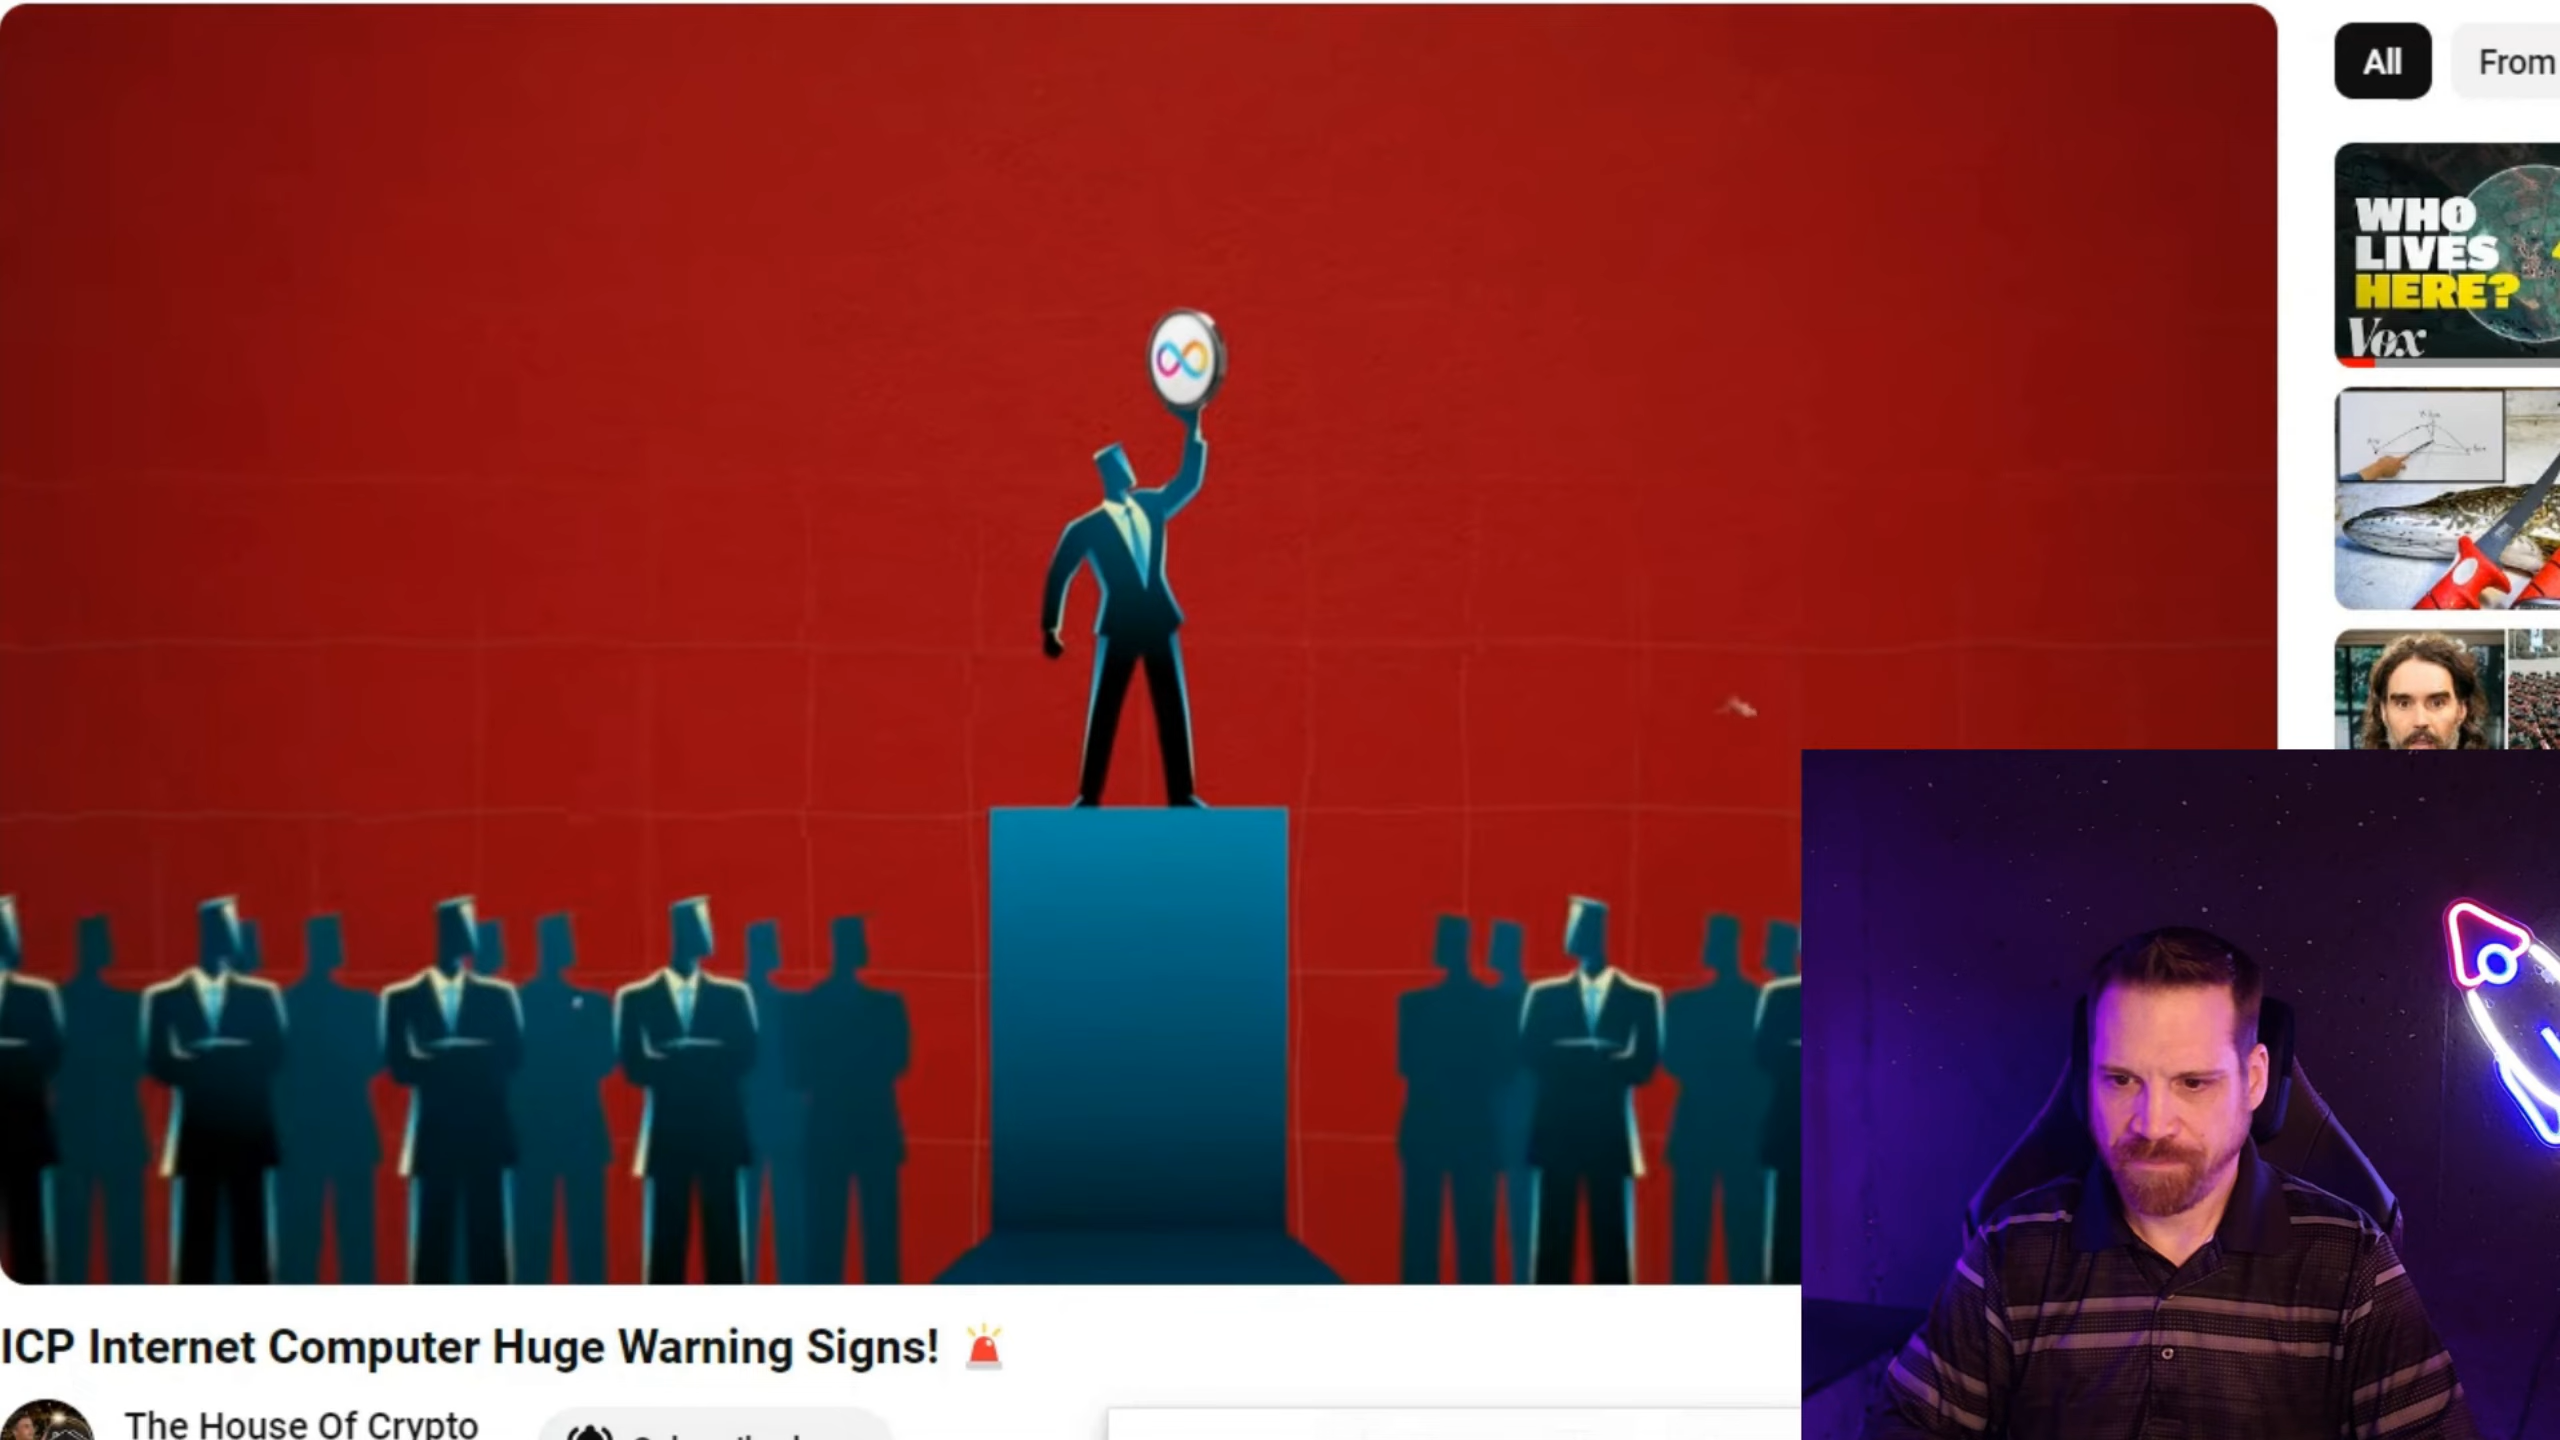 All
From
WHO
LIVES
HERE?
Vox
ICP Internet Computer Huge Warning Signs!
The House Of Crypto